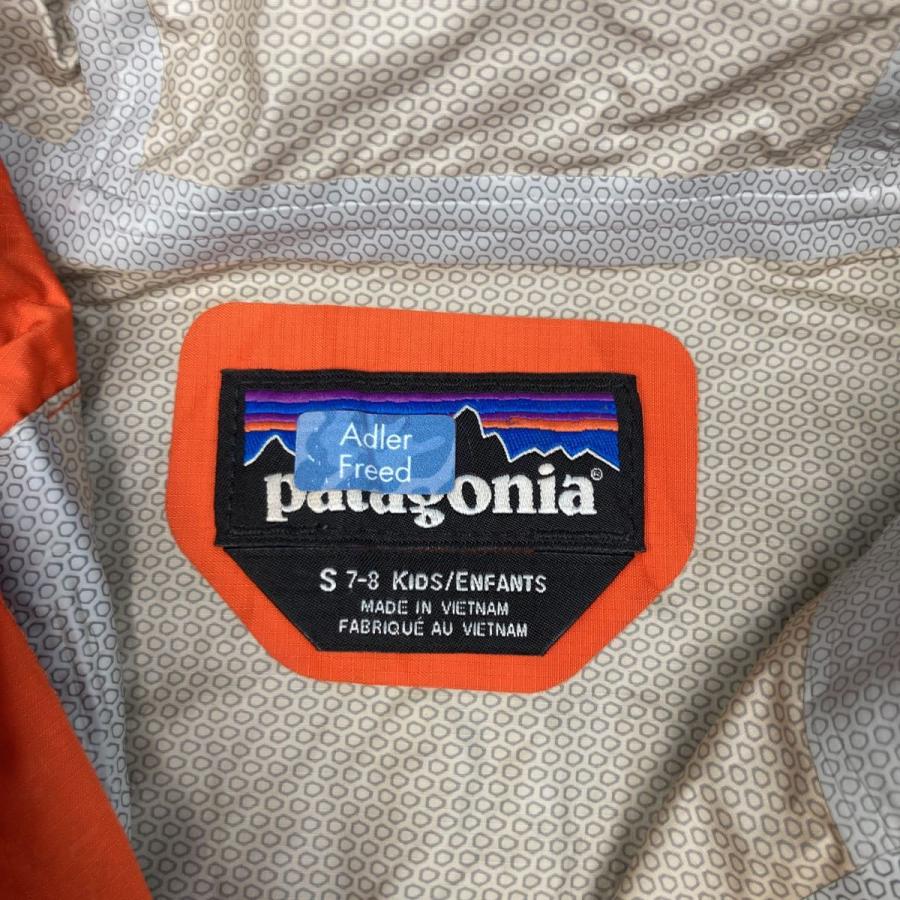 Adler
Freed
patagonia®
S 7-8 KIDS/ENFANTS
MADE IN VIETNAM
FABRIQUÉ AU VIETNAM